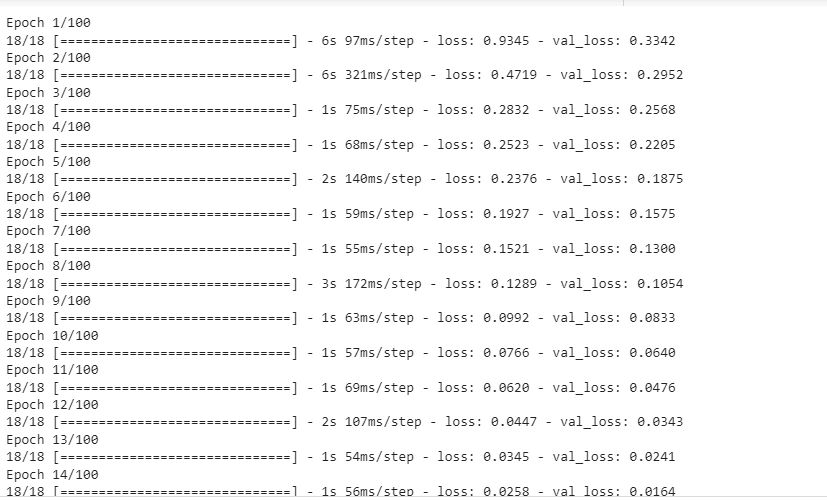 Epoch 1/100
18/18 [==============================] - 6s 97ms/step - loss: 0.9345 - val_loss: 0.3342
Epoch 2/100
18/18 [==============================] - 6s 321ms/step - loss: 0.4719 - val_loss: 0.2952
Epoch 3/100
18/18 [==============================] - 1s 75ms/step - loss: 0.2832 - val_loss: 0.2568
Epoch 4/100
18/18 [==============================] - 1s 68ms/step - loss: 0.2523 - val_loss: 0.2205
Epoch 5/100
18/18 [==============================] - 2s 140ms/step - loss: 0.2376 - val_loss: 0.1875
Epoch 6/100
18/18 [==============================] - 1s 59ms/step - loss: 0.1927 - val_loss: 0.1575
Epoch 7/100
18/18 [==============================] - 1s 55ms/step - loss: 0.1521 - val_loss: 0.1300
Epoch 8/100
18/18 [==============================] - 3s 172ms/step - loss: 0.1289 - val_loss: 0.1054
Epoch 9/100
18/18 [==============================] - 1s 63ms/step - loss: 0.0992 - val_loss: 0.0833
Epoch 10/100
18/18 [==============================] - 1s 57ms/step - loss: 0.0766 - val_loss: 0.0640
Epoch 11/100
18/18 [==============================] - 1s 69ms/step - loss: 0.0620 - val_loss: 0.0476
Epoch 12/100
18/18 [==============================] - 2s 107ms/step - loss: 0.0447 - val_loss: 0.0343
Epoch 13/100
18/18 [==============================] - 1s 54ms/step - loss: 0.0345 - val_loss: 0.0241
Epoch 14/100
18/18 [==============================] - 1s 56ms/step - loss: 0.0258 - val_loss: 0.0164